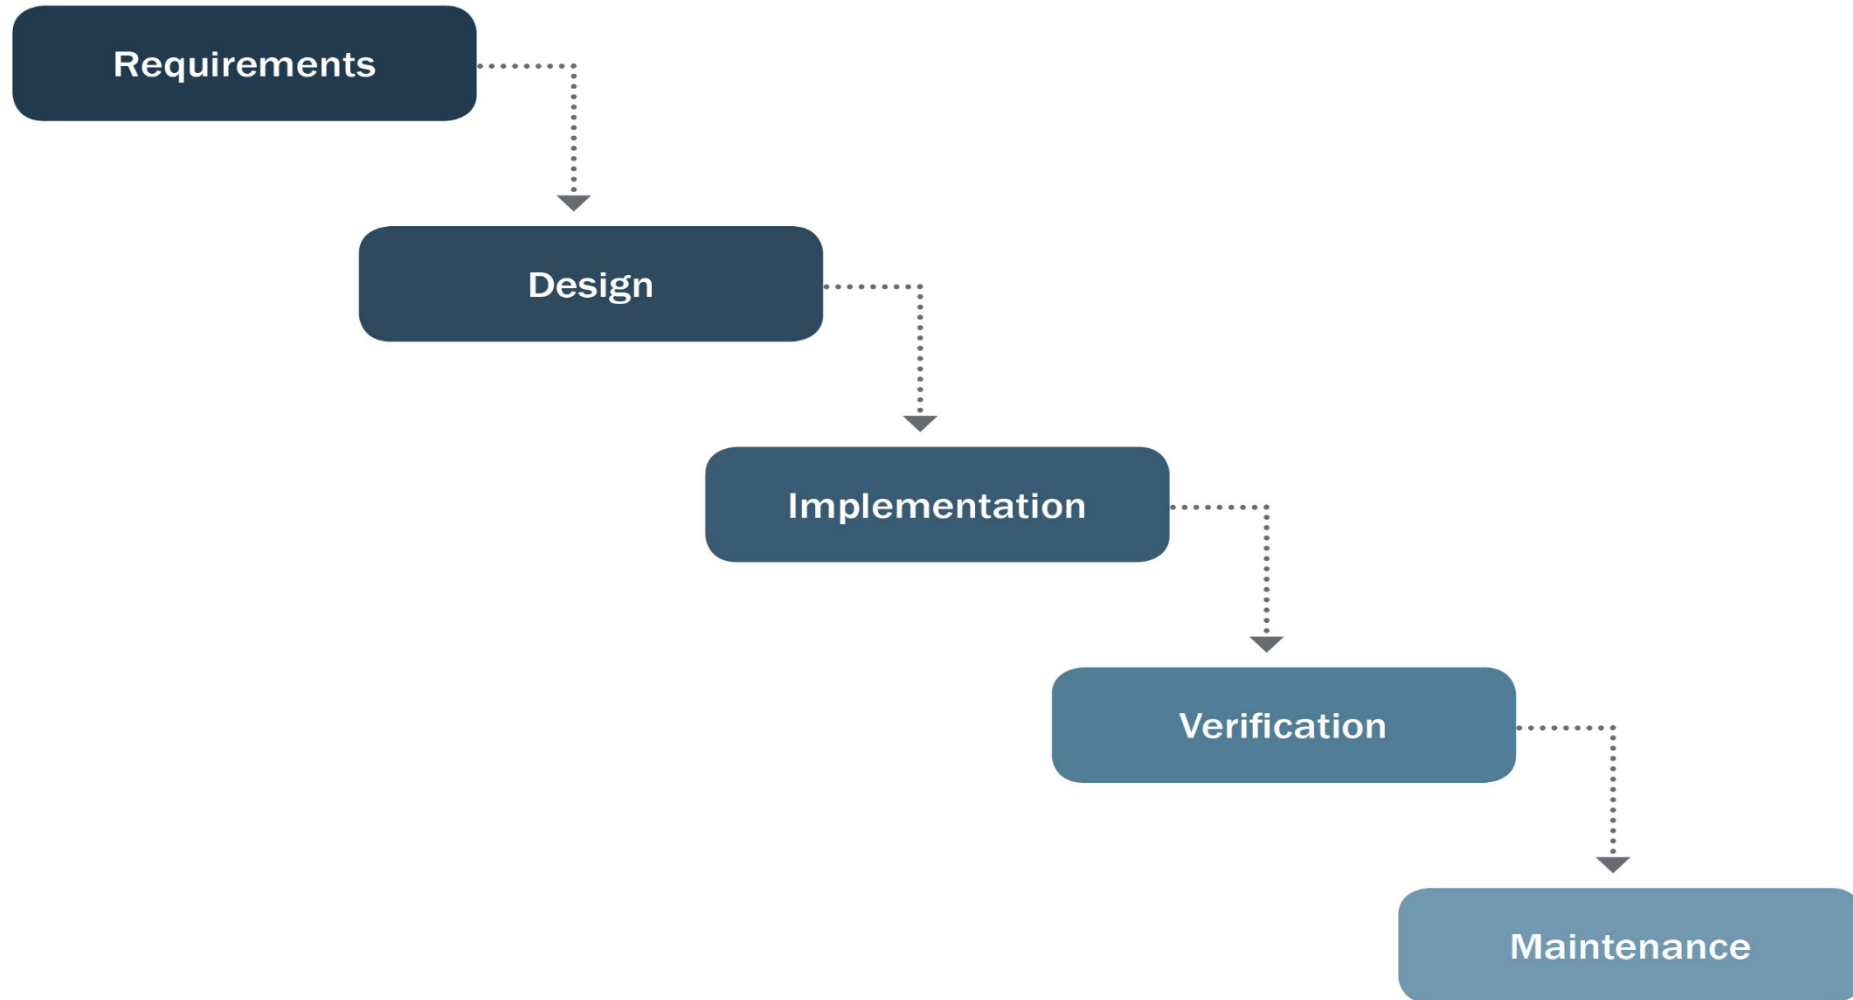 Requirements
Design
Implementation
Verification
Maintenance